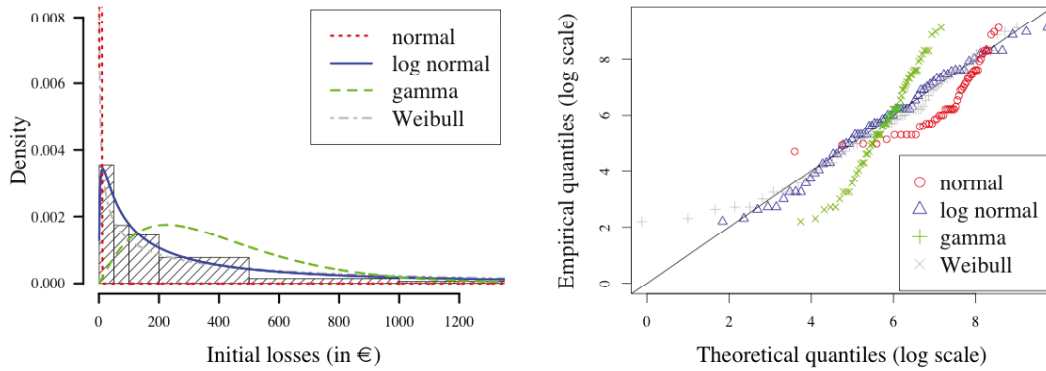 0.008
0.006
0.004
0.002
0.000
Density
0 200 400 600 800 1000 1200
Initial losses (in €)
normal
log normal
gamma
Weibull
8
6
4
2
0
Empirical quantiles (log scale)
0 2 4 6 8
Theoretical quantiles (log scale)
normal
log normal
gamma
Weibull